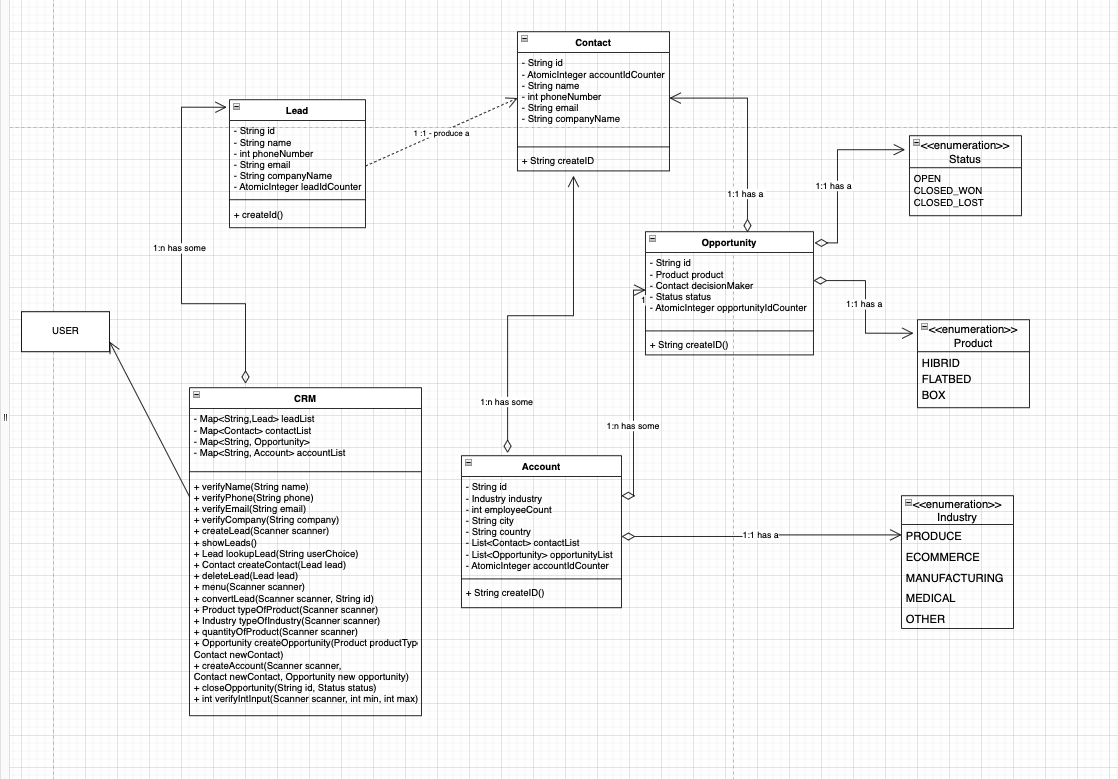 Contact
- String id
- AtomicInteger accountIdCounter
- String name
- int phoneNumber
- String email
- String companyName
+ String createID
Lead
- String id
- String name
- int phoneNumber
- String email
- String companyName
- AtomicInteger leadIdCounter
+ createId()
1 :1 - produce a
1:n has some
1:1 has a
1:1 has a
<<enumeration>>
Status
OPEN
CLOSED_WON
CLOSED_LOST
Opportunity
- String id
- Product product
- Contact decisionMaker
- Status status
- AtomicInteger opportunityIdCounter
+ String createID()
1
1:1 has a
<<enumeration>>
Product
HIBRID
FLATBED
BOX
USER
CRM
- Map<String,Lead> leadList
- Map<Contact> contactList
- Map<String, Opportunity>
- Map<String, Account> accountList
+ verifyName(String name)
+ verifyPhone(String phone)
+ verifyEmail(String email)
+ verifyCompany(String company)
+ createLead(Scanner scanner)
+ showLeads()
+ Lead lookupLead(String userChoice)
+ Contact createContact(Lead lead)
+ deleteLead(Lead lead)
+ menu(Scanner scanner)
+ convertLead(Scanner scanner, String id)
+ Product typeOfProduct(Scanner scanner)
+ Industry typeOfIndustry(Scanner scanner)
+ quantityOfProduct(Scanner scanner)
+ Opportunity createOpportunity(Product productTyp
Contact newContact)
+ createAccount(Scanner scanner,
Contact newContact, Opportunity new opportunity)
+ closeOpportunity(String id, Status status)
+ int verifyIntInput(Scanner scanner, int min, int max)
1:n has some
1:n has some
Account
- String id
- Industry industry
- int employeeCount
- String city
- String country
- List<Contact> contactList
- List<Opportunity> opportunityList
- AtomicInteger accountIdCounter
+ String createID()
1:1 has a
<<enumeration>>
Industry
PRODUCE
ECOMMERCE
MANUFACTURING
MEDICAL
OTHER